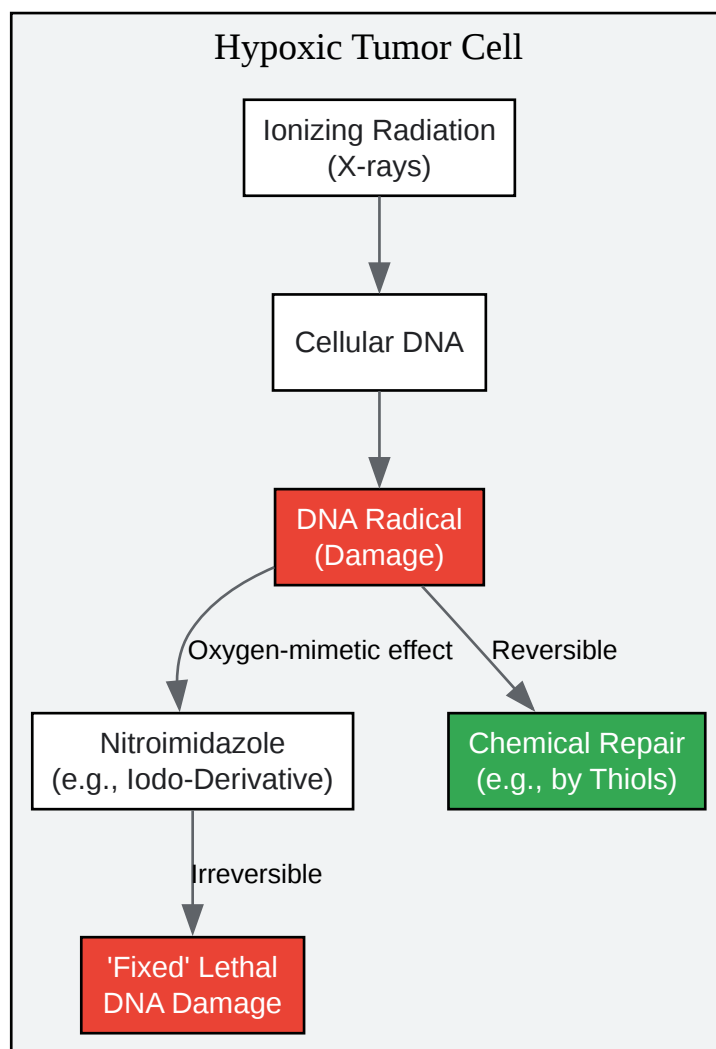 Hypoxic Tumor Cell
Ionizing Radiation
(X-rays)
Cellular DNA
DNA Radical
(Damage)
Oxygen-mimetic effect
Reversible
Nitroimidazole
(e.g., Iodo-Derivative)
Chemical Repair
(e.g., by Thiols)
Irreversible
'Fixed' Lethal
DNA Damage